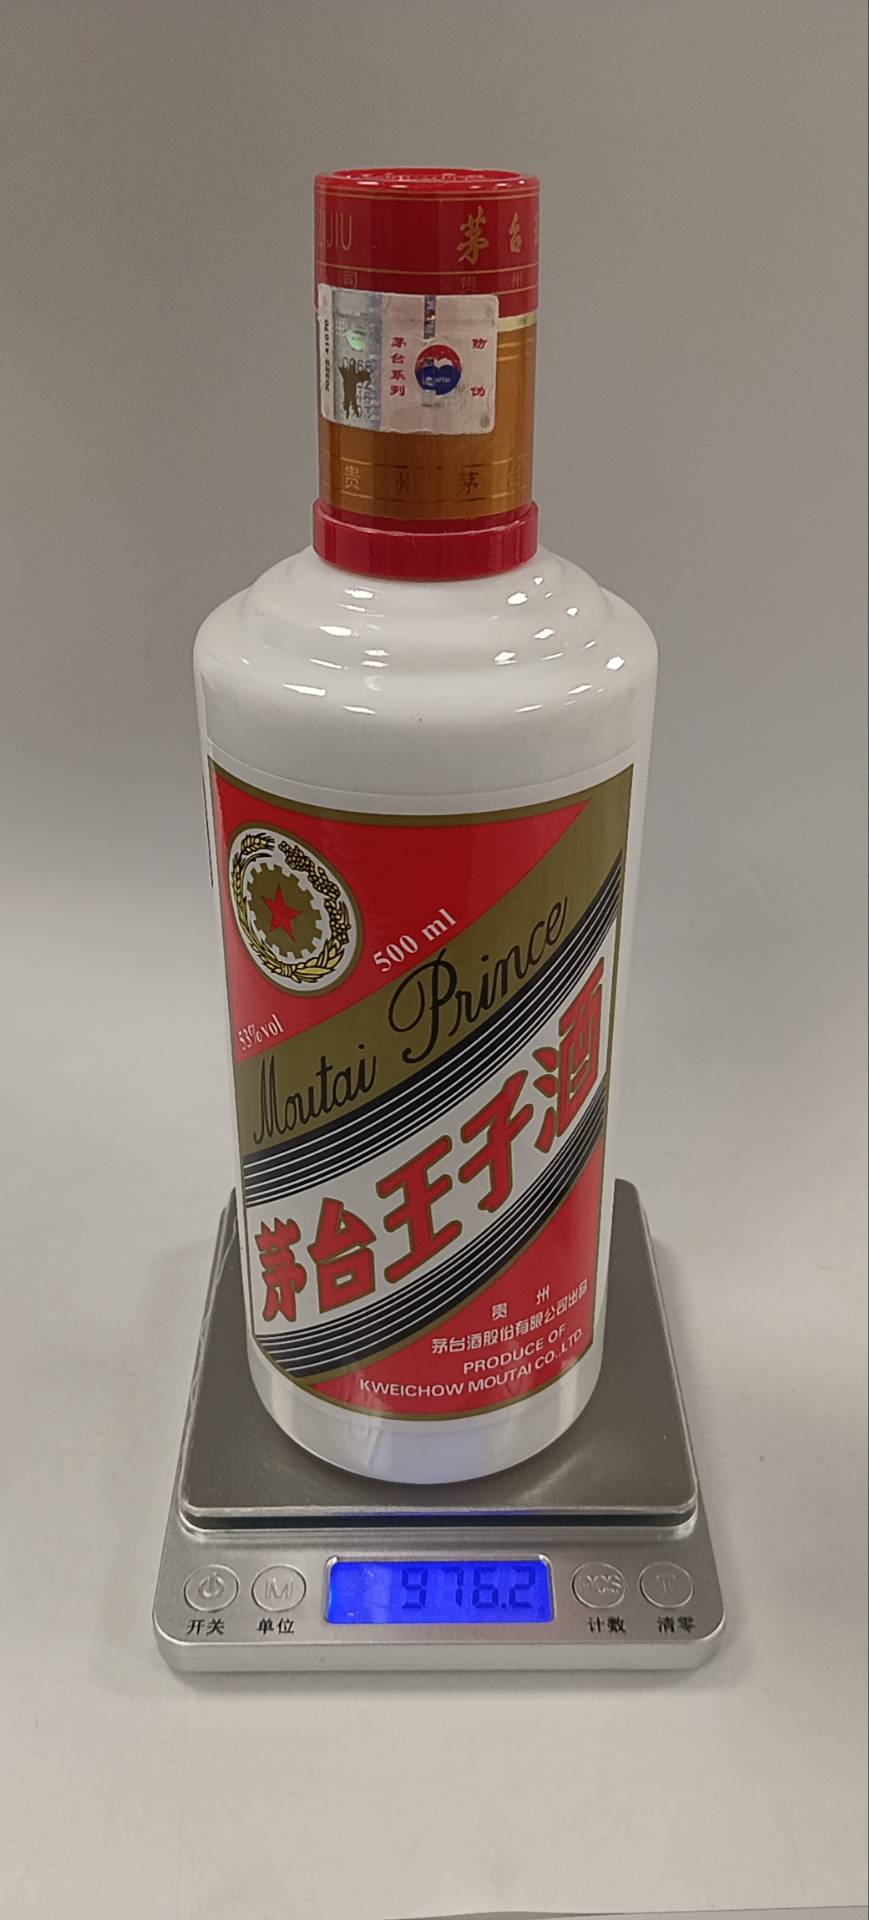 茅台
司 贵州
茅台系列
防伪
贵州茅台
500 ml
53%vol
Moutai Prince
茅台王子酒
贵州
茅台酒股份有限公司出品
PRODUCE OF
KWEICHOW MOUTAI CO.,LTD.
976.2
M PCS T
开关 单位 计数 清零